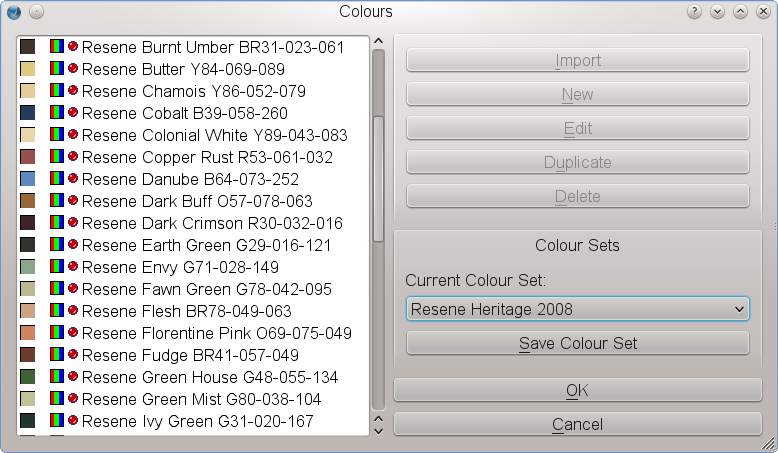 Colours
Resene Burnt Umber BR31-023-061
Resene Butter Y84-069-089
Resene Chamois Y86-052-079
Resene Cobalt B39-058-260
Resene Colonial White Y89-043-083
Resene Copper Rust R53-061-032
Resene Danube B64-073-252
Resene Dark Buff O57-078-063
Resene Dark Crimson R30-032-016
Resene Earth Green G29-016-121
Resene Envy G71-028-149
Resene Fawn Green G78-042-095
Resene Flesh BR78-049-063
Resene Florentine Pink O69-075-049
Resene Fudge BR41-057-049
Resene Green House G48-055-134
Resene Green Mist G80-038-104
Resene Ivy Green G31-020-167
Import
New
Edit
Duplicate
Delete
Colour Sets
Current Colour Set:
Resene Heritage 2008
Save Colour Set
OK
Cancel